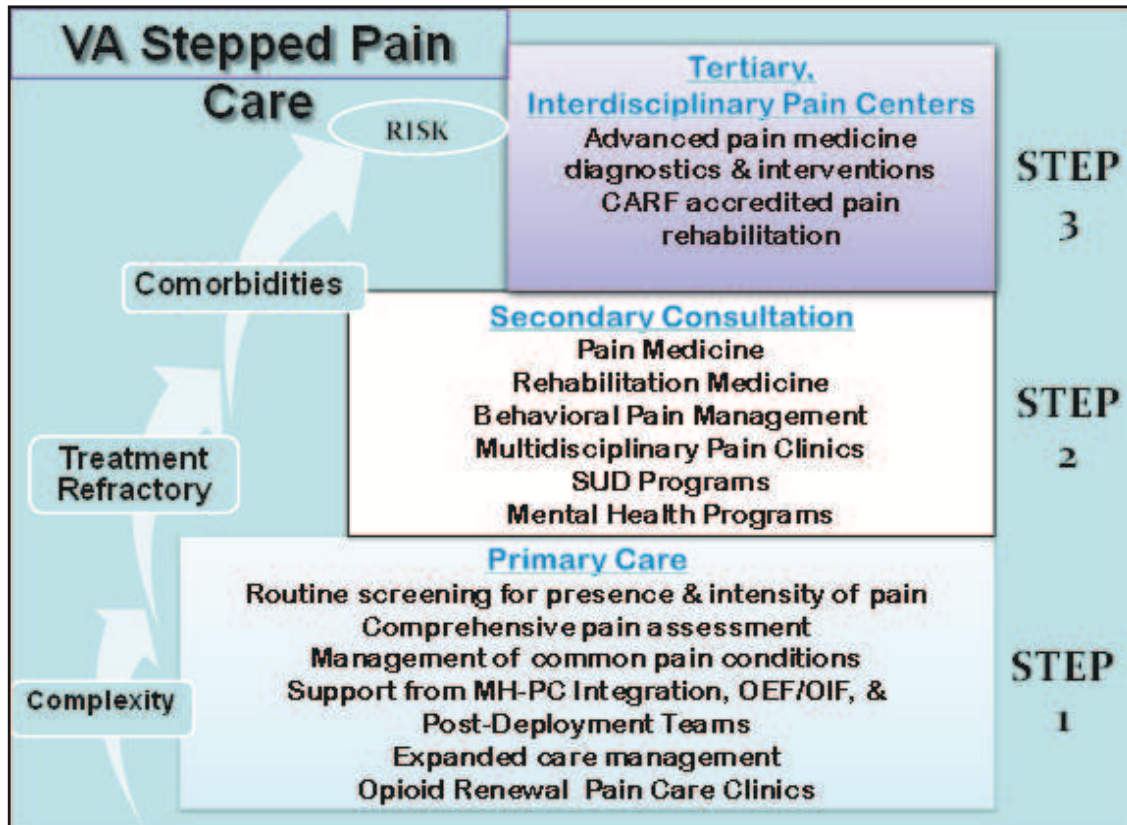 VA Stepped Pain
Care
RISK
Comorbidities
Treatment
Refractory
Complexity
Tertiary,
Interdisciplinary Pain Centers
Advanced pain medicine
diagnostics & interventions
CARF accredited pain
rehabilitation
STEP
3
Secondary Consultation
Pain Medicine
Rehabilitation Medicine
Behavioral Pain Management
Multidisciplinary Pain Clinics
SUD Programs
Mental Health Programs
STEP
2
Primary Care
Routine screening for presence & intensity of pain
Comprehensive pain assessment
Management of common pain conditions
Support from MH-PC Integration, OEF/OIF, &
Post-Deployment Teams
Expanded care management
Opioid Renewal Pain Care Clinics
STEP
1